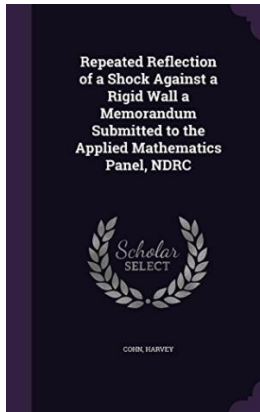 Repeated Reflection
of a Shock Against a
Rigid Wall a
Memorandum
Submitted to the
Applied Mathematics
Panel, NDRC
Scholar
SELECT
COHN, HARVEY